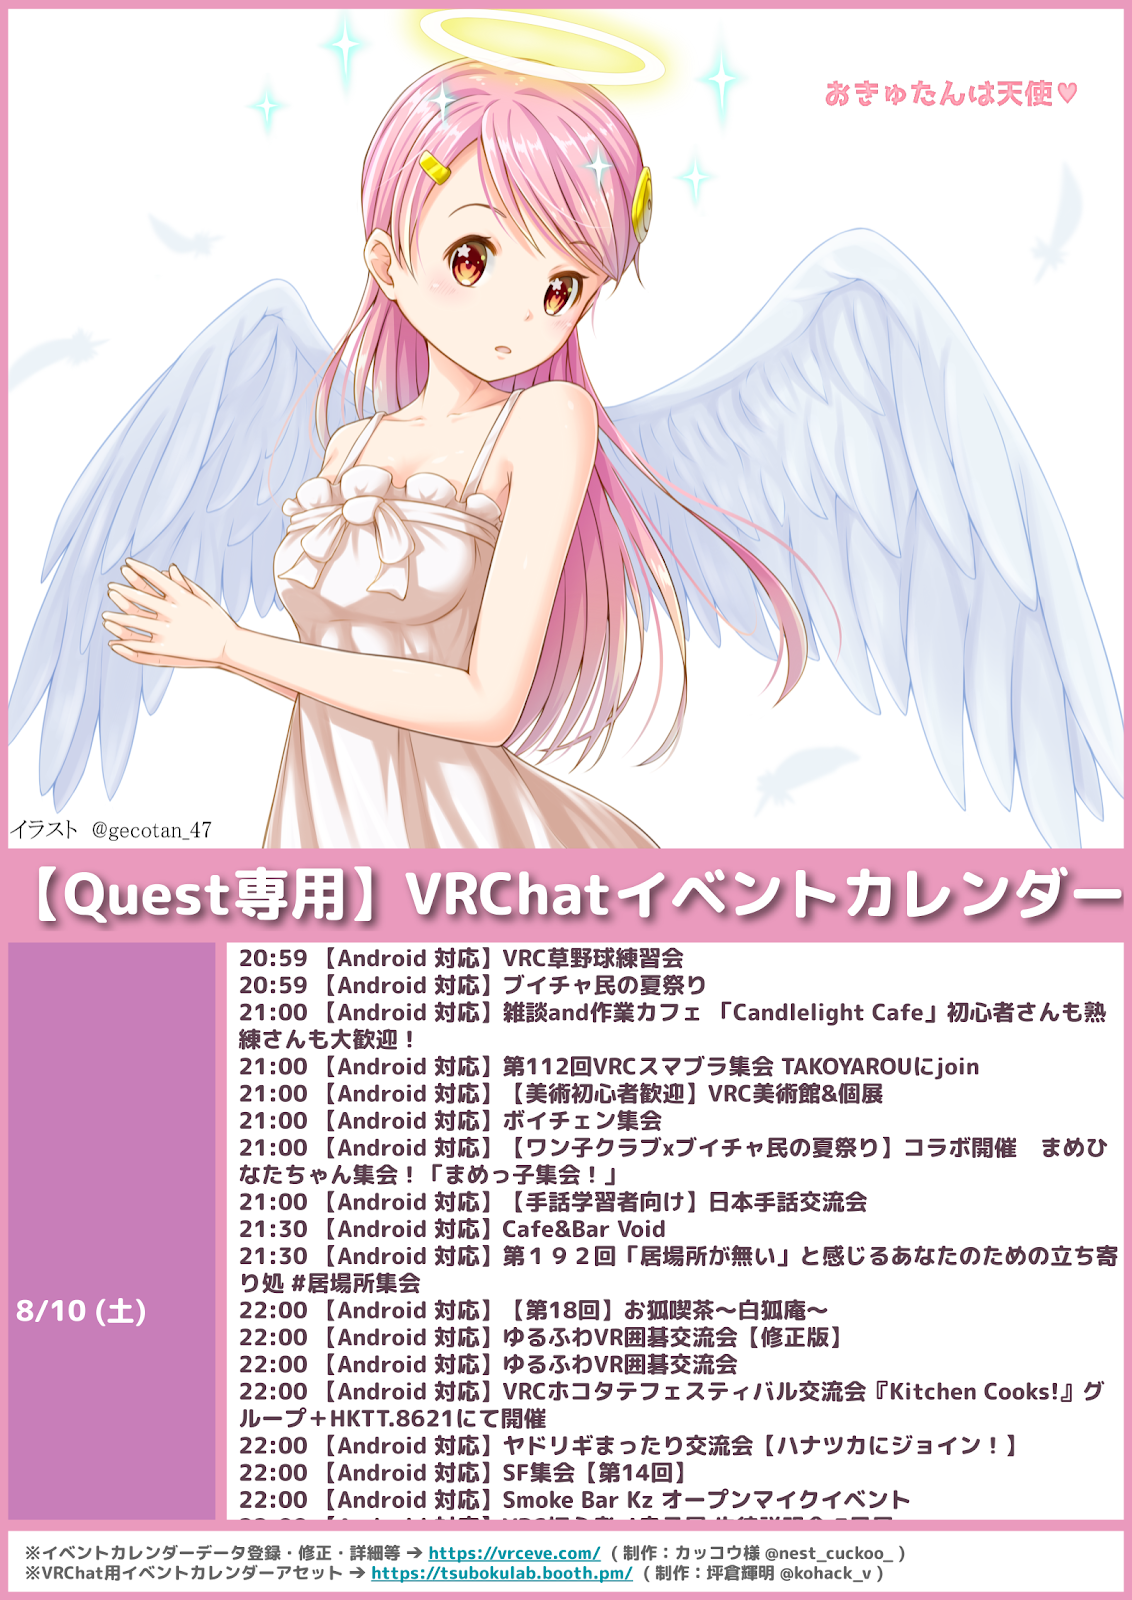 おきゅたんは天使♥
イラスト @gecotan_47
【Quest専用】VRChatイベントカレンダー
8/10 (土)
20:59 【Android 対応】VRC草野球練習会
20:59 【Android 対応】ブイチャ民の夏祭り
21:00 【Android 対応】雑談and作業カフェ 「Candlelight Cafe」初心者さんも熟
練さんも大歓迎！
21:00 【Android 対応】第112回VRCスマブラ集会 TAKOYAROUにjoin
21:00 【Android 対応】【美術初心者歓迎】VRC美術館&個展
21:00 【Android 対応】ボイチェン集会
21:00 【Android 対応】【ワン子クラブxブイチャ民の夏祭り】コラボ開催　まめひ
なたちゃん集会！「まめっ子集会！」
21:00 【Android 対応】【手話学習者向け】日本手話交流会
21:30 【Android 対応】Cafe&Bar Void
21:30 【Android 対応】第１９２回「居場所が無い」と感じるあなたのための立ち寄
り処 #居場所集会
22:00 【Android 対応】【第18回】お狐喫茶～白狐庵～
22:00 【Android 対応】ゆるふわVR囲碁交流会【修正版】
22:00 【Android 対応】ゆるふわVR囲碁交流会
22:00 【Android 対応】VRCホコタテフェスティバル交流会『Kitchen Cooks!』グ
ループ＋HKTT.8621にて開催
22:00 【Android 対応】ヤドリギまったり交流会【ハナツカにジョイン！】
22:00 【Android 対応】SF集会【第14回】
22:00 【Android 対応】Smoke Bar Kz オープンマイクイベント
※イベントカレンダーデータ登録・修正・詳細等 → https://vrceve.com/ ( 制作：カッコウ様 @nest_cuckoo_ )
※VRChat用イベントカレンダーアセット → https://tsubokulab.booth.pm/ ( 制作：坪倉輝明 @kohack_v )